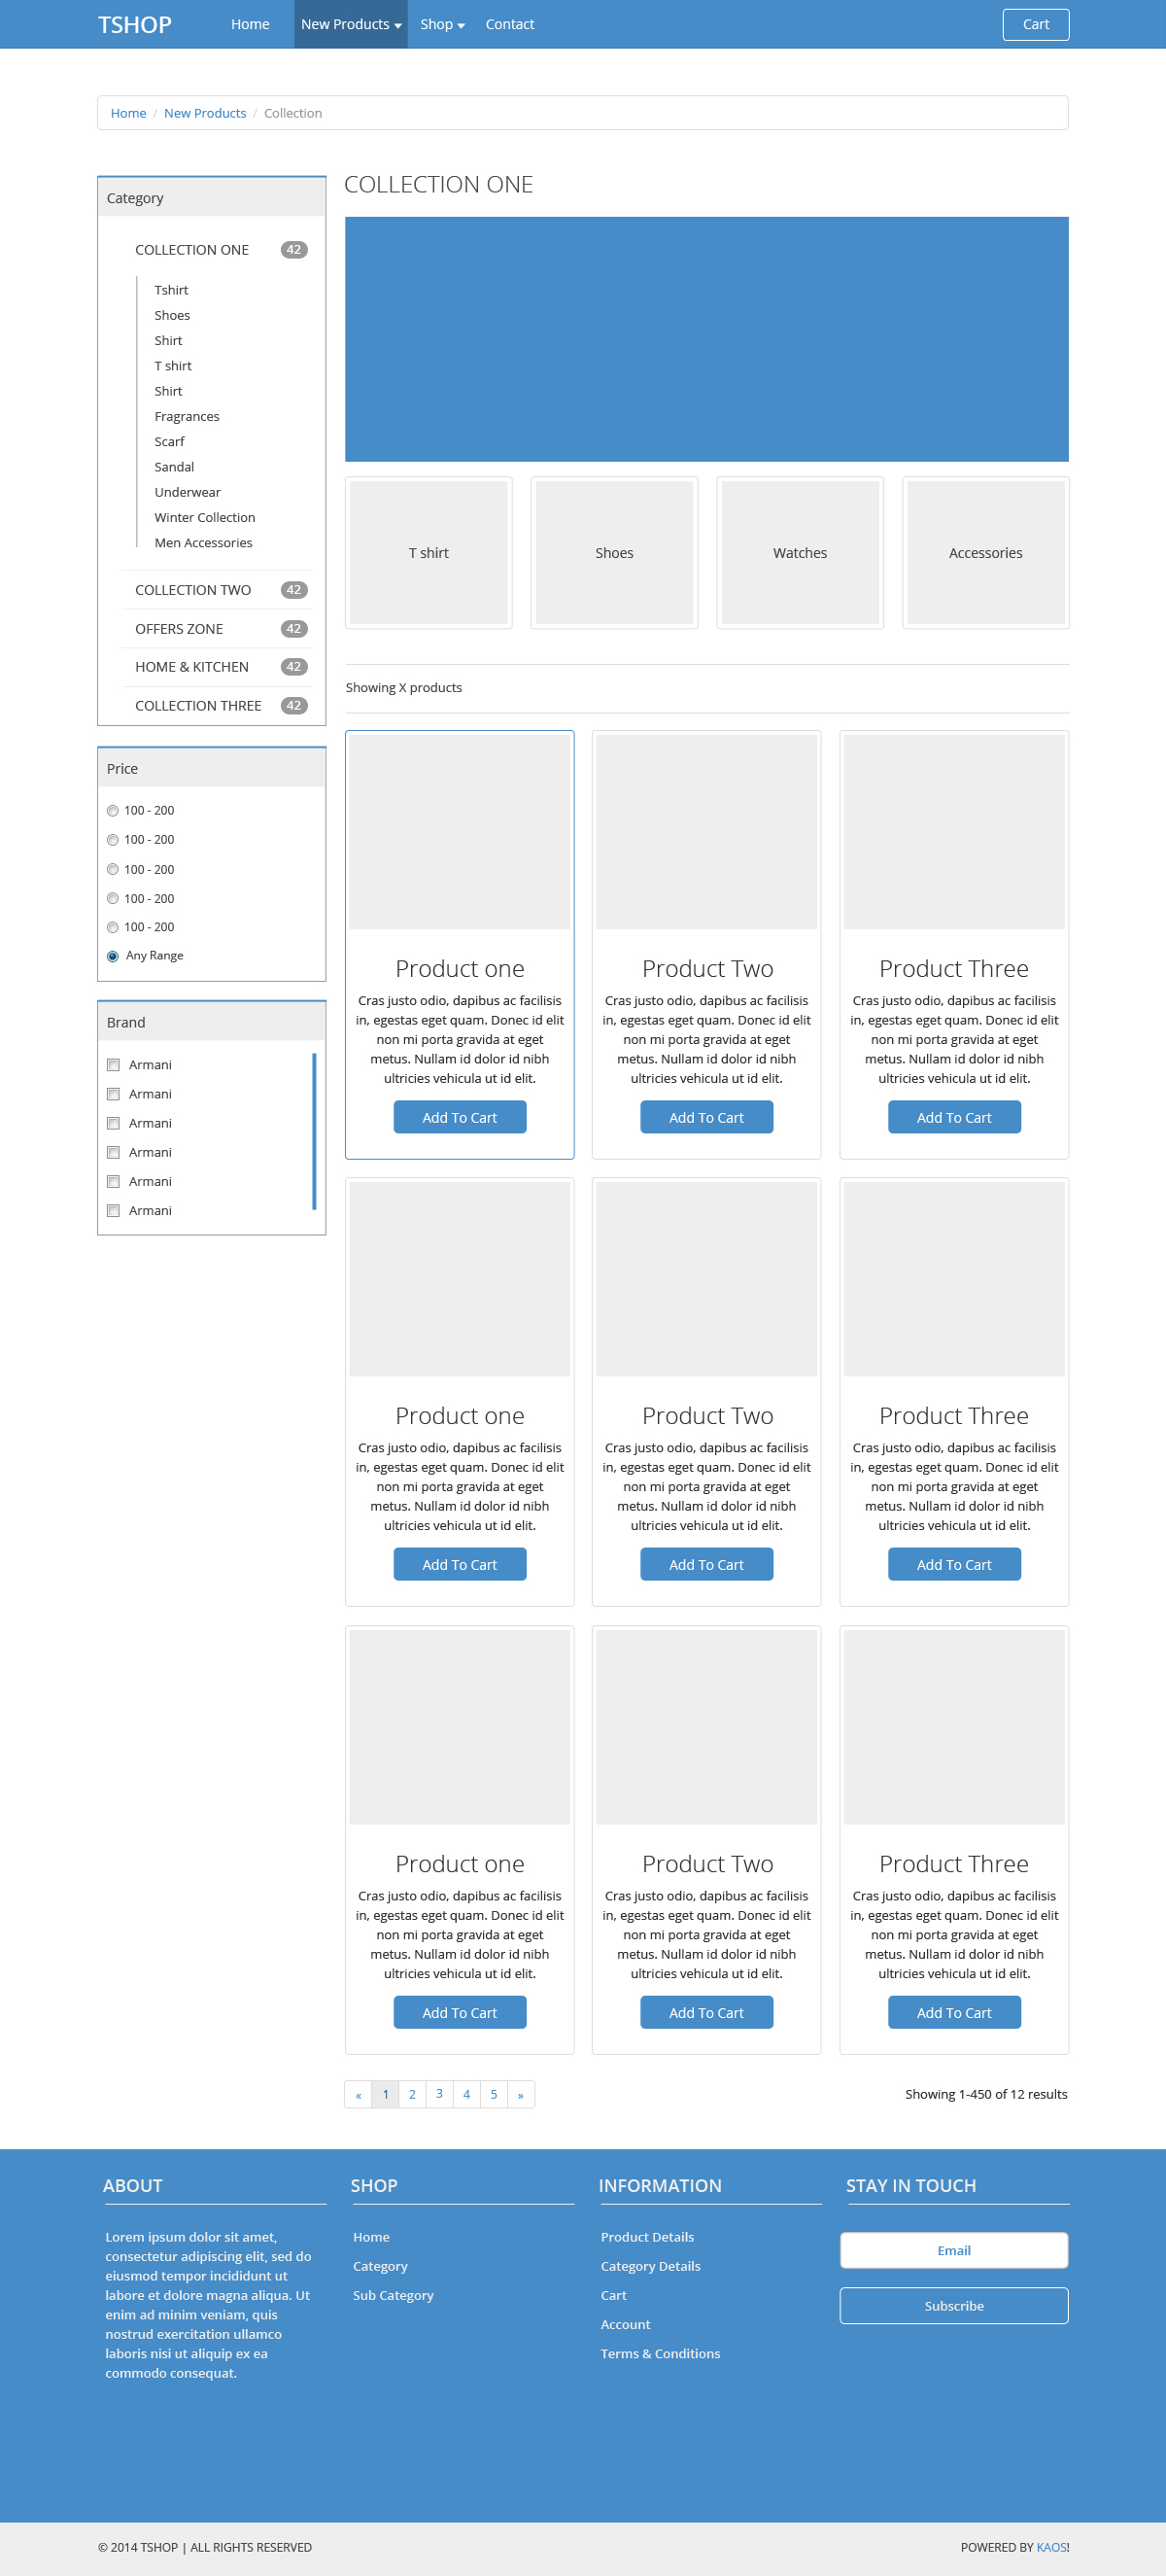 TSHOP
Home
New Products
Shop
Contact
Cart
Home / New Products / Collection
Category
COLLECTION ONE 42
Tshirt
Shoes
Shirt
T shirt
Shirt
Fragrances
Scarf
Sandal
Underwear
Winter Collection
Men Accessories
COLLECTION TWO 42
OFFERS ZONE 42
HOME & KITCHEN 42
COLLECTION THREE 42
Price
100 - 200
100 - 200
100 - 200
100 - 200
100 - 200
Any Range
Brand
Armani
Armani
Armani
Armani
Armani
Armani
COLLECTION ONE
T shirt
Shoes
Watches
Accessories
Showing X products
Product one
Cras justo odio, dapibus ac facilisis
in, egestas eget quam. Donec id elit
non mi porta gravida at eget
metus. Nullam id dolor id nibh
ultricies vehicula ut id elit.
Add To Cart
Product Two
Cras justo odio, dapibus ac facilisis
in, egestas eget quam. Donec id elit
non mi porta gravida at eget
metus. Nullam id dolor id nibh
ultricies vehicula ut id elit.
Add To Cart
Product Three
Cras justo odio, dapibus ac facilisis
in, egestas eget quam. Donec id elit
non mi porta gravida at eget
metus. Nullam id dolor id nibh
ultricies vehicula ut id elit.
Add To Cart
Product one
Cras justo odio, dapibus ac facilisis
in, egestas eget quam. Donec id elit
non mi porta gravida at eget
metus. Nullam id dolor id nibh
ultricies vehicula ut id elit.
Add To Cart
Product Two
Cras justo odio, dapibus ac facilisis
in, egestas eget quam. Donec id elit
non mi porta gravida at eget
metus. Nullam id dolor id nibh
ultricies vehicula ut id elit.
Add To Cart
Product Three
Cras justo odio, dapibus ac facilisis
in, egestas eget quam. Donec id elit
non mi porta gravida at eget
metus. Nullam id dolor id nibh
ultricies vehicula ut id elit.
Add To Cart
Product one
Cras justo odio, dapibus ac facilisis
in, egestas eget quam. Donec id elit
non mi porta gravida at eget
metus. Nullam id dolor id nibh
ultricies vehicula ut id elit.
Add To Cart
Product Two
Cras justo odio, dapibus ac facilisis
in, egestas eget quam. Donec id elit
non mi porta gravida at eget
metus. Nullam id dolor id nibh
ultricies vehicula ut id elit.
Add To Cart
Product Three
Cras justo odio, dapibus ac facilisis
in, egestas eget quam. Donec id elit
non mi porta gravida at eget
metus. Nullam id dolor id nibh
ultricies vehicula ut id elit.
Add To Cart
« 1 2 3 4 5 »
Showing 1-450 of 12 results
ABOUT
Lorem ipsum dolor sit amet,
consectetur adipiscing elit, sed do
eiusmod tempor incididunt ut
labore et dolore magna aliqua. Ut
enim ad minim veniam, quis
nostrud exercitation ullamco
laboris nisi ut aliquip ex ea
commodo consequat.
SHOP
Home
Category
Sub Category
INFORMATION
Product Details
Category Details
Cart
Account
Terms & Conditions
STAY IN TOUCH
Email
Subscribe
© 2014 TSHOP | ALL RIGHTS RESERVED
POWERED BY KAOS!